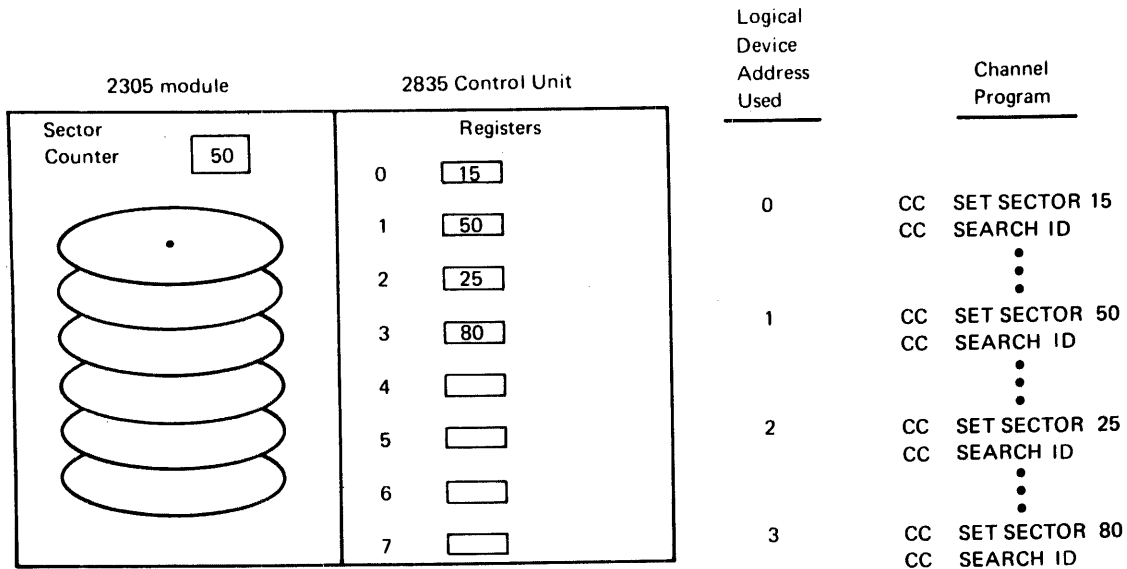 2305 module
Sector
Counter 50
2835 Control Unit
Registers
0 15
1 50
2 25
3 80
4
5
6
7
Logical
Device
Address
Used
Channel
Program
0 CC SET SECTOR 15
CC SEARCH ID
1 CC SET SECTOR 50
CC SEARCH ID
2 CC SET SECTOR 25
CC SEARCH ID
3 CC SET SECTOR 80
CC SEARCH ID